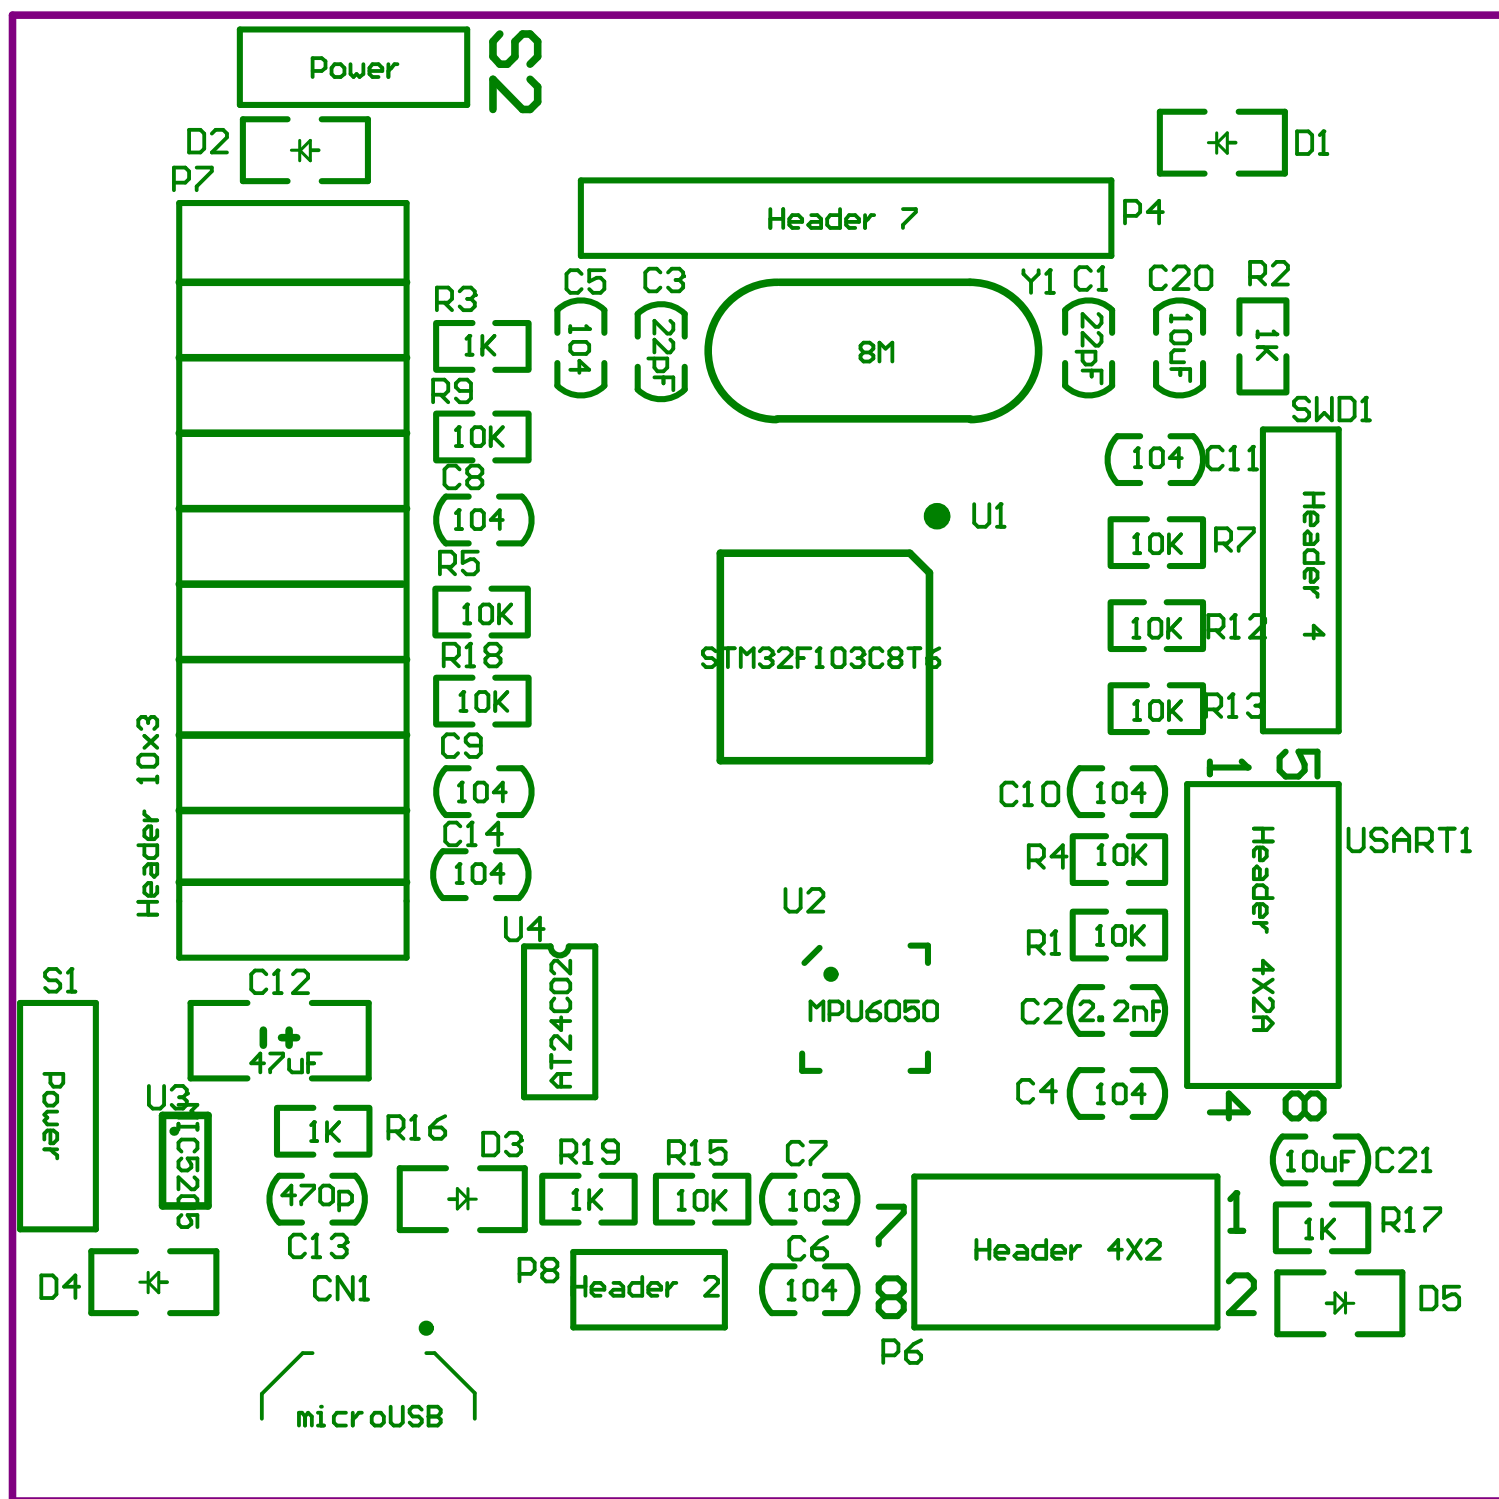 Power
S2
D2
D1
P7
Header 7
P4
C5
C3
Y1
C1
C20
R2
R3
1K
104
22pF
8M
22pF
10uF
1K
R9
10K
SWD1
C8
104
104
C11
Header 4
U1
R5
10K
10K
R7
R18
10K
STM32F103C8T6
10K
R12
10K
R13
Header 10x3
C9
104
1
5
C10
104
C14
104
R4
10K
Header 4X2A
USART1
U2
U4
R1
10K
S1
C12
47uF
AT24C02
MPU6050
C2
2.2nF
Power
U3
IC5205
1K
R16
C4
104
4
8
D3
R19
R15
C7
10uF
C21
470p
1K
10K
103
7
1
C13
1K
R17
C6
Header 4X2
D4
CN1
P8
Header 2
104
8
2
D5
P6
microUSB